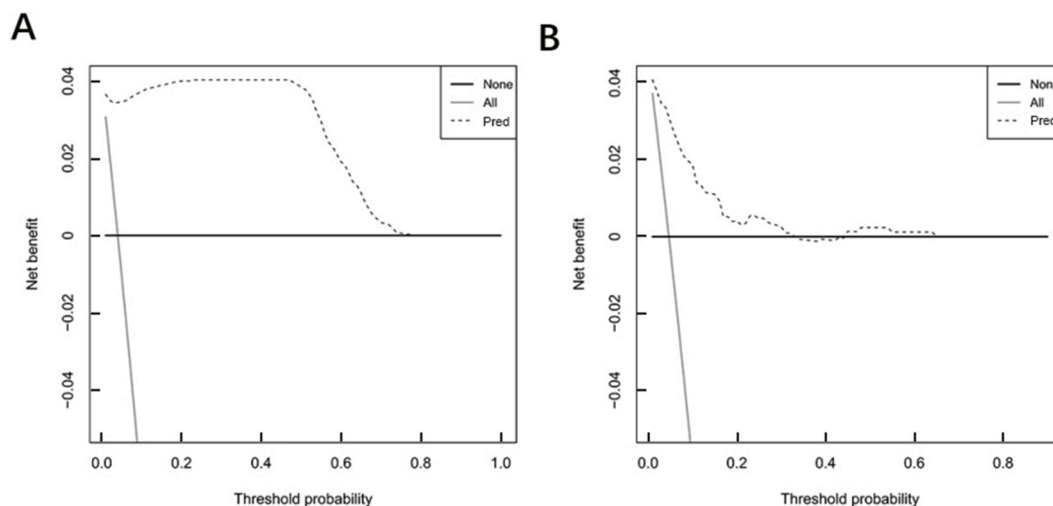 A
None
All
Pred
0.04
0.02
0
−0.02
−0.04
Net benefit
0.0 0.2 0.4 0.6 0.8 1.0
Threshold probability
B
Non
All
Pred
0.04
0.02
0
−0.02
−0.04
Net benefit
0.0 0.2 0.4 0.6 0.8
Threshold probability